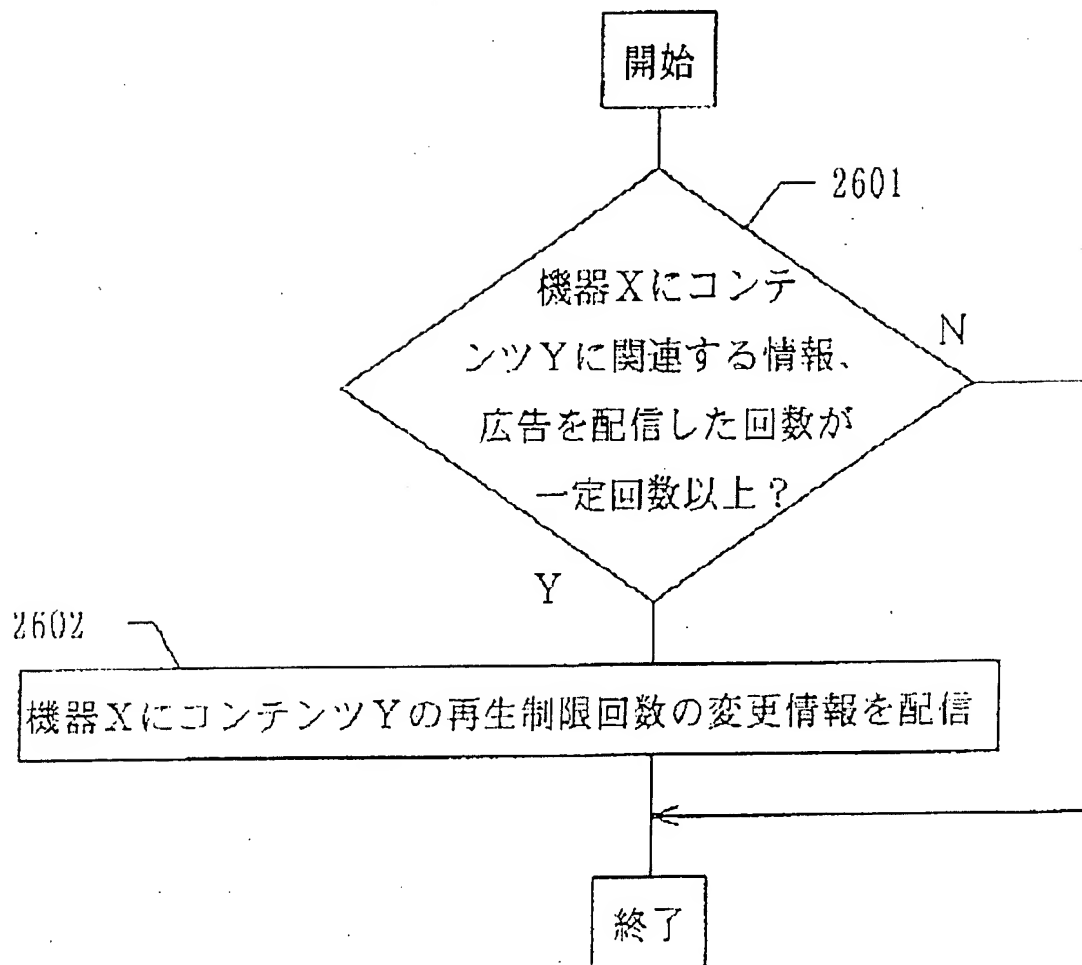 開始
2601
機器Xにコンテ
ンツYに関連する情報、
広告を配信した回数が
一定回数以上?
N
Y
2602
機器XにコンテンツYの再生制限回数の変更情報を配信
終了